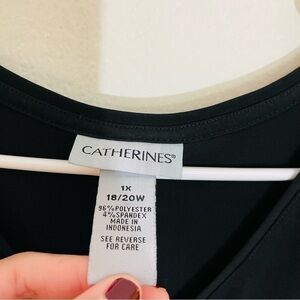 CATHERINES®
1X
18/20W
96%POLYESTER
4%SPANDEX
MADE IN
INDONESIA
SEE REVERSE
FOR CARE